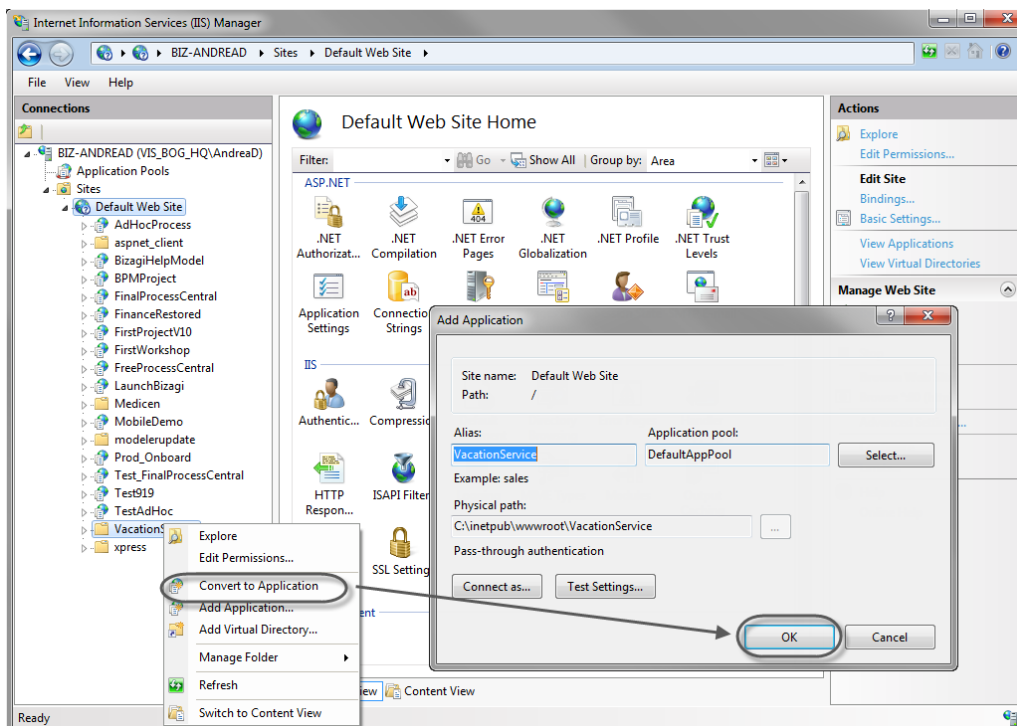 Internet Information Services (IIS) Manager
BIZ-ANDREAD Sites Default Web Site
File View Help
Connections
BIZ-ANDREAD (VIS_BOG_HQ\AndreaD)
Application Pools
Sites
Default Web Site
AdHocProcess
aspnet_client
BizagiHelpModel
BPMProject
FinalProcessCentral
FinanceRestored
FirstProjectV10
FirstWorkshop
FreeProcessCentral
LaunchBizagi
Medicen
MobileDemo
modelerupdate
Prod_Onboard
Test_FinalProcessCentral
Test919
TestAdHoc
VacationS
xpress
Explore
Edit Permissions...
Convert to Application
Add Application...
Add Virtual Directory...
Manage Folder
Refresh
Switch to Content View
Default Web Site Home
Filter: Go Show All Group by: Area
ASP.NET
.NET Authorizat...
.NET Compilation
.NET Error Pages
.NET Globalization
.NET Profile
.NET Trust Levels
Application Settings
Connectio Strings
IIS
Authentic...
Compressic
HTTP Respon...
ISAPI Filter
SSL Setting
ent
iew Content View
Add Application
Site name: Default Web Site
Path: /
Alias:
Application pool:
VacationService
DefaultAppPool
Select...
Example: sales
Physical path:
C:\inetpub\wwwroot\VacationService
...
Pass-through authentication
Connect as...
Test Settings...
OK
Cancel
Actions
Explore
Edit Permissions...
Edit Site
Bindings...
Basic Settings...
View Applications
View Virtual Directories
Manage Web Site
...
Ready